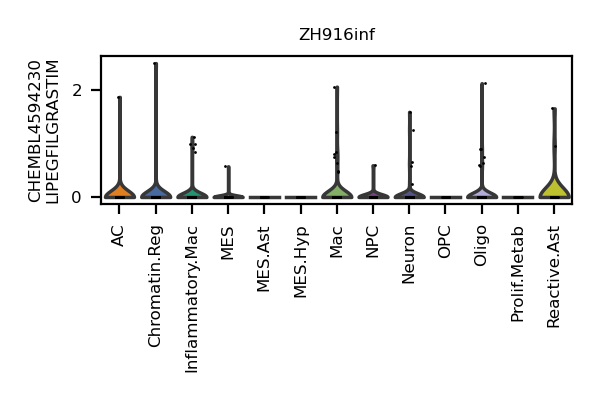 ZH916inf
CHEMBL4594230
LIPEGFILGRASTIM
2
0
AC
Chromatin.Reg
Inflammatory.Mac
MES
MES.Ast
MES.Hyp
Mac
NPC
Neuron
OPC
Oligo
Prolif.Metab
Reactive.Ast